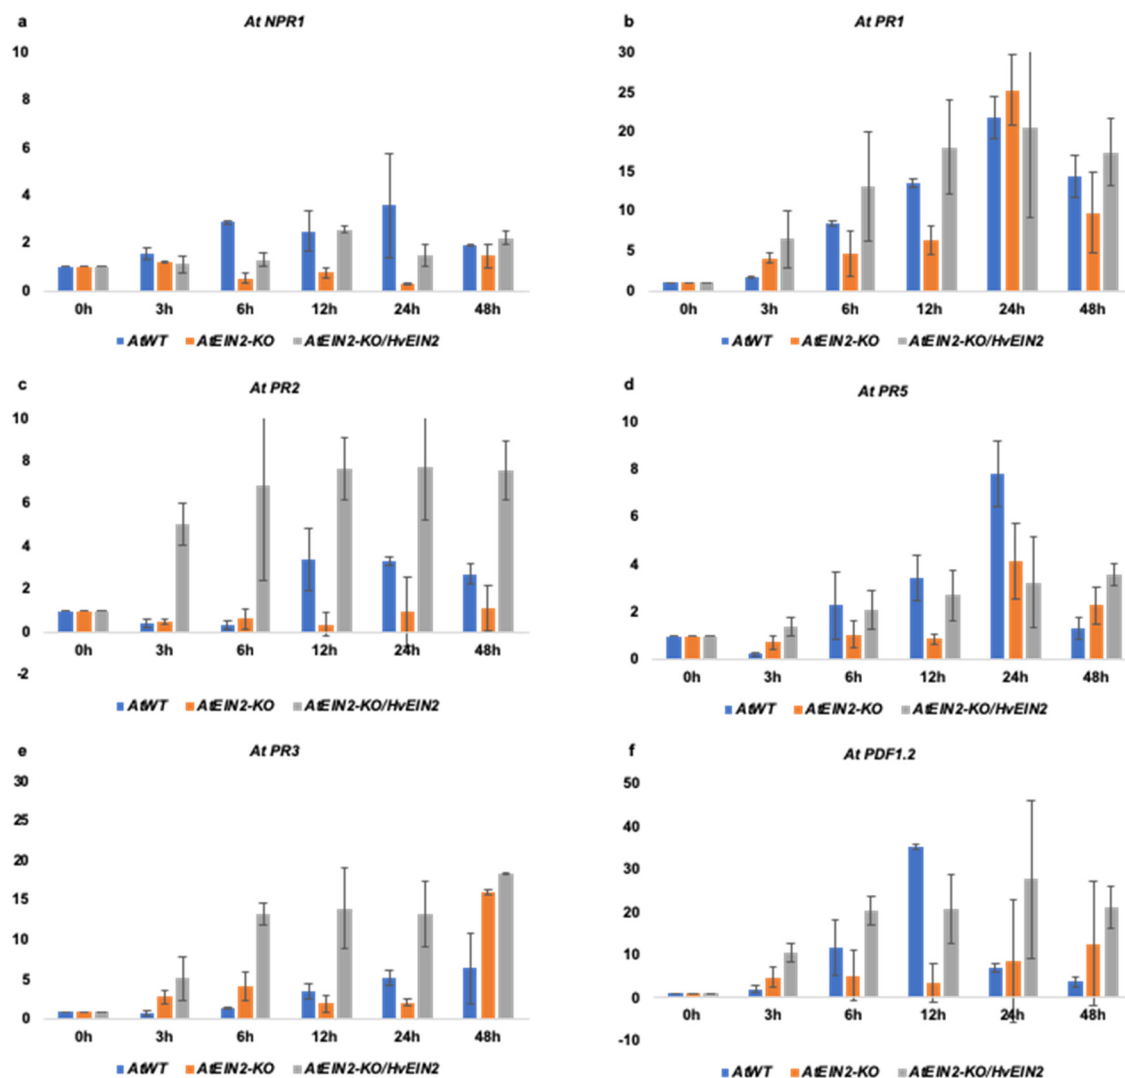 a
At NPR1
10
8
6
4
2
0
0h 3h 6h 12h 24h 48h
AtWT AtEIN2-KO AtEIN2-KO/HvEIN2
b
At PR1
30
25
20
15
10
5
0
0h 3h 6h 12h 24h 48h
AtWT AtEIN2-KO AtEIN2-KO/HvEIN2
c
At PR2
10
8
6
4
2
0
-2
0h 3h 6h 12h 24h 48h
AtWT AtEIN2-KO AtEIN2-KO/HvEIN2
d
At PR5
10
8
6
4
2
0
0h 3h 6h 12h 24h 48h
AtWT AtEIN2-KO AtEIN2-KO/HvEIN2
e
At PR3
30
25
20
15
10
5
0
0h 3h 6h 12h 24h 48h
AtWT AtEIN2-KO AtEIN2-KO/HvEIN2
f
At PDF1.2
50
40
30
20
10
0
-10
0h 3h 6h 12h 24h 48h
AtWT AtEIN2-KO AtEIN2-KO/HvEIN2